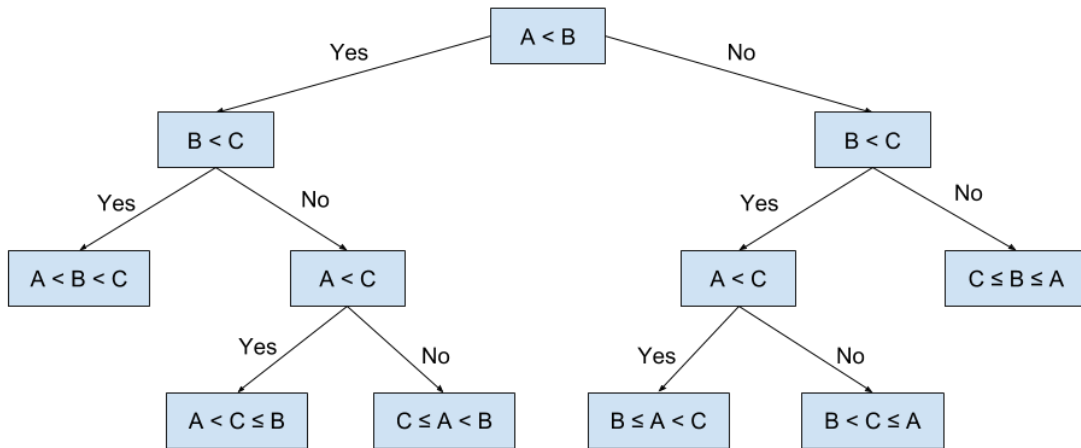 A < B
Yes
No
B < C
B < C
Yes
No
Yes
No
A < B < C
A < C
A < C
C ≤ B ≤ A
Yes
No
Yes
No
A < C ≤ B
C ≤ A < B
B ≤ A < C
B < C ≤ A